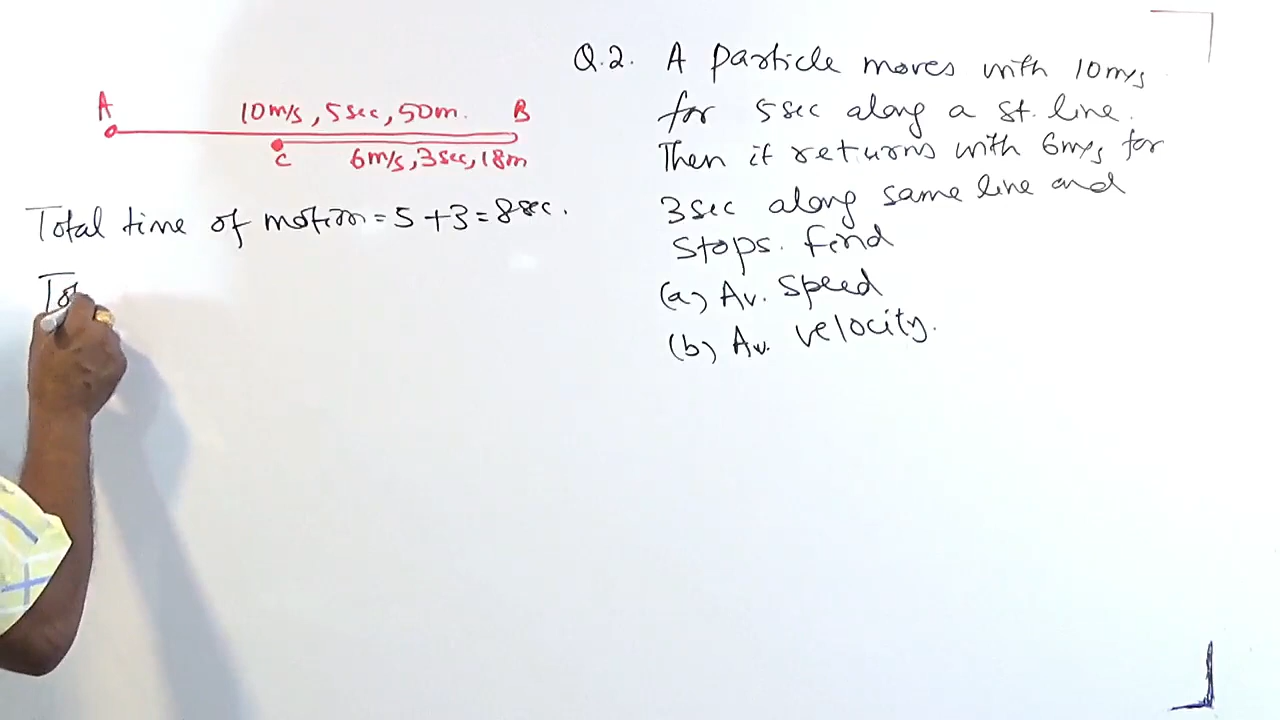 A
10m/s, 5sec, 50m.
B
C
6m/s, 3sec, 18m
Total time of motion = 5 + 3 = 8sec.
Tot
Q.2. A particle moves with 10m/s
for 5sec along a st. line.
Then it returns with 6m/s for
3sec along same line and
stops. Find
(a) Av. speed
(b) Av. velocity.